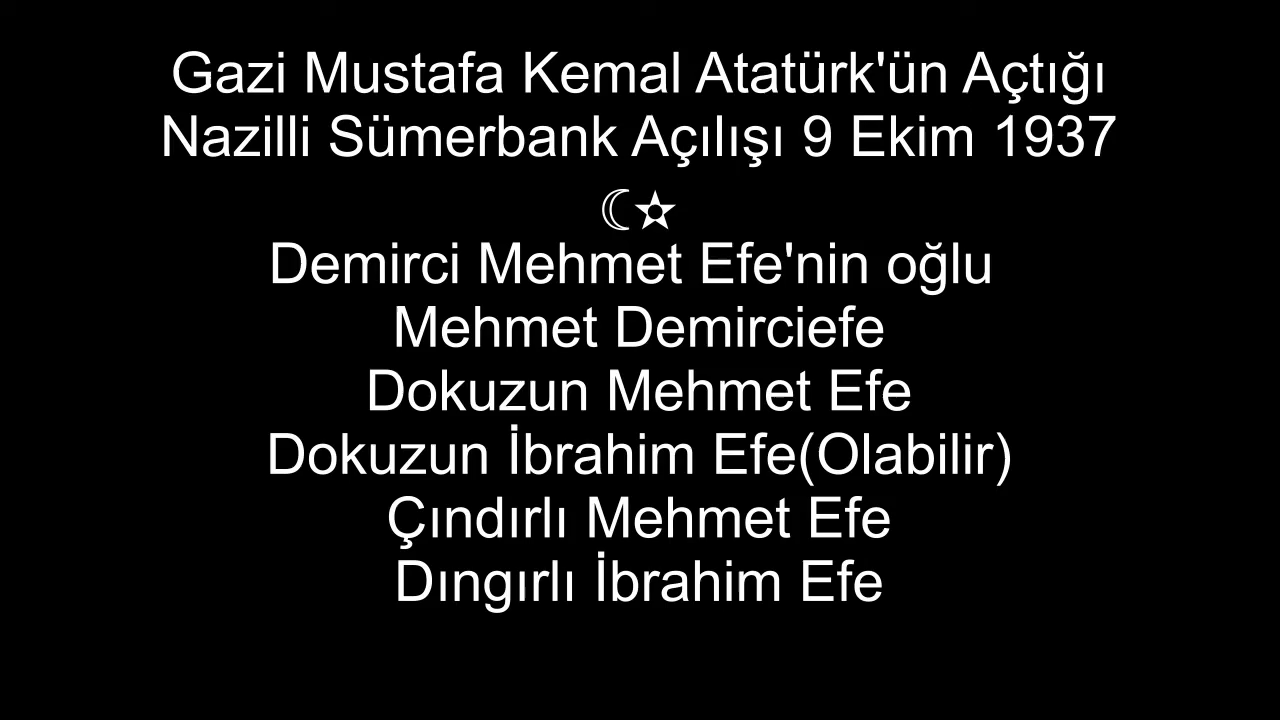 Gazi Mustafa Kemal Atatürk'ün Açtığı
Nazilli Sümerbank Açılışı 9 Ekim 1937
☾✫
Demirci Mehmet Efe'nin oğlu
Mehmet Demirciefe
Dokuzun Mehmet Efe
Dokuzun İbrahim Efe(Olabilir)
Çındırlı Mehmet Efe
Dıngırlı İbrahim Efe